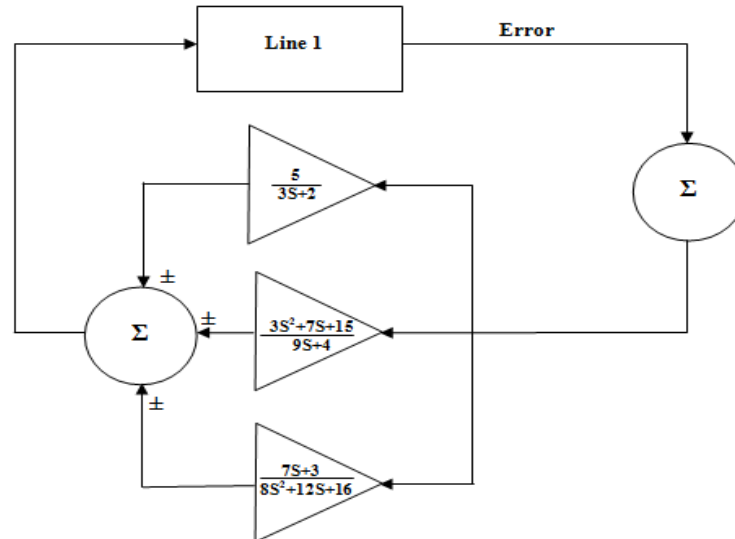 Line 1
Error
5
3S+2
Σ
±
Σ
±
3S²+7S+15
9S+4
±
7S+3
8S²+12S+16